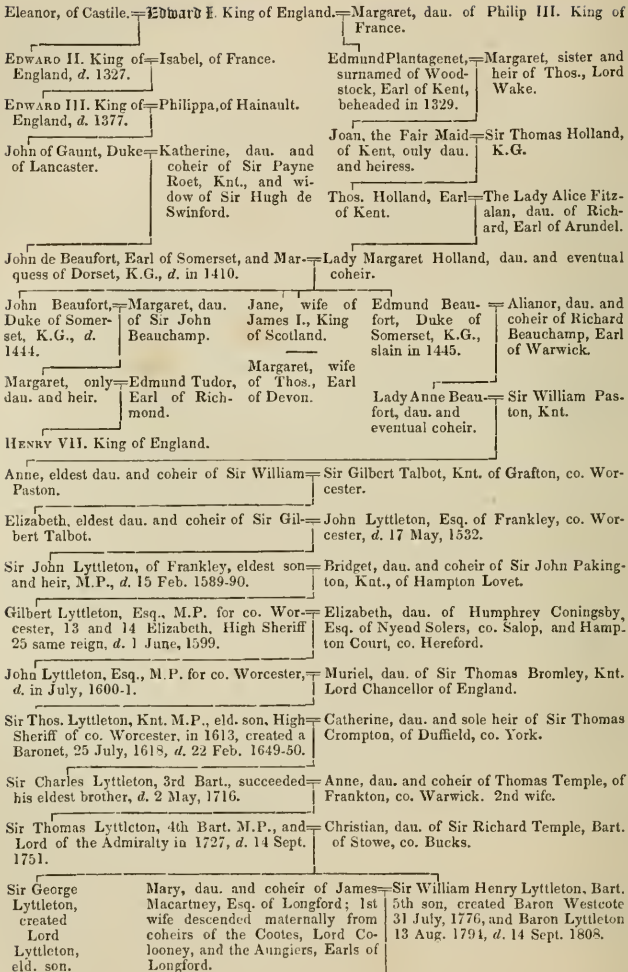 Eleanor, of Castile.=Edward I. King of England.=Margaret, dau. of Philip III. King of
France.
EDWARD II. King of=Isabel, of France.
England, d. 1327.
Edmund Plantagenet,=Margaret, sister and
surnamed of Wood- heir of Thos., Lord
stock, Earl of Kent, Wake.
beheaded in 1329.
EDWARD III. King of=Philippa, of Hainault.
England, d. 1377.
Joan, the Fair Maid=Sir Thomas Holland,
of Kent, only dau. K.G.
and heiress.
John of Gaunt, Duke=Katherine, dau. and
of Lancaster. coheir of Sir Payne
Roet, Knt., and wi-
dow of Sir Hugh de
Swinford.
Thos. Holland, Earl=The Lady Alice Fitz-
of Kent. alan, dau. of Rich-
ard, Earl of Arundel.
John de Beaufort, Earl of Somerset, and Mar-=Lady Margaret Holland, dau. and eventual
quess of Dorset, K.G., d. in 1410. coheir.
John Beaufort,=Margaret, dau.
Duke of Somer- of Sir John
set, K.G., d. Beauchamp.
1444.
Jane, wife of
James I., King
of Scotland.
Margaret, wife
of Thos., Earl
of Devon.
Edmund Beau-=Alianor, dau. and
fort, Duke of coheir of Richard
Somerset, K.G., Beauchamp, Earl
slain in 1445. of Warwick.
Margaret, only=Edmund Tudor,
dau. and heir. Earl of Rich-
mond.
Lady Anne Beau-=Sir William Pas-
fort, dau. and ton, Knt.
eventual coheir.
HENRY VII. King of England.
Anne, eldest dau. and coheir of Sir William=Sir Gilbert Talbot, Knt. of Grafton, co. Wor-
Paston. cester.
Elizabeth, eldest dau. and coheir of Sir Gil-=John Lyttleton, Esq. of Frankley, co. Wor-
bert Talbot. cester, d. 17 May, 1532.
Sir John Lyttleton, of Frankley, eldest son=Bridget, dau. and coheir of Sir John Paking-
and heir, M.P., d. 15 Feb. 1589-90. ton, Knt., of Hampton Lovet.
Gilbert Lyttleton, Esq., M.P. for co. Wor-=Elizabeth, dau. of Humphrey Coningsby,
cester, 13 and 14 Elizabeth, High Sheriff Esq. of Nyend Solers, co. Salop, and Hamp-
25 same reign, d. 1 June, 1599. ton Court, co. Hereford.
John Lyttleton, Esq., M.P. for co. Worcester,=Muriel, dau. of Sir Thomas Bromley, Knt.
d. in July, 1600-1. Lord Chancellor of England.
Sir Thos. Lyttleton, Knt. M.P., eld. son, High=Catherine, dau. and sole heir of Sir Thomas
Sheriff of co. Worcester, in 1613, created a Crompton, of Duffield, co. York.
Baronet, 25 July, 1618, d. 22 Feb. 1649-50.
Sir Charles Lyttleton, 3rd Bart., succeeded=Anne, dau. and coheir of Thomas Temple, of
his eldest brother, d. 2 May, 1716. Frankton, co. Warwick. 2nd wife.
Sir Thomas Lyttleton, 4th Bart. M.P., and=Christian, dau. of Sir Richard Temple, Bart.
Lord of the Admiralty in 1727, d. 14 Sept. of Stowe, co. Bucks.
1751.
Sir George
Lyttleton,
created
Lord
Lyttleton,
eld. son.
Mary, dau. and coheir of James=Sir William Henry Lyttleton, Bart.
Macartney, Esq. of Longford; 1st 5th son, created Baron Westcote
wife descended maternally from 31 July, 1776, and Baron Lyttleton
coheirs of the Cootes, Lord Co- 13 Aug. 1794, d. 14 Sept. 1808.
looney, and the Aungiers, Earls of
Longford.